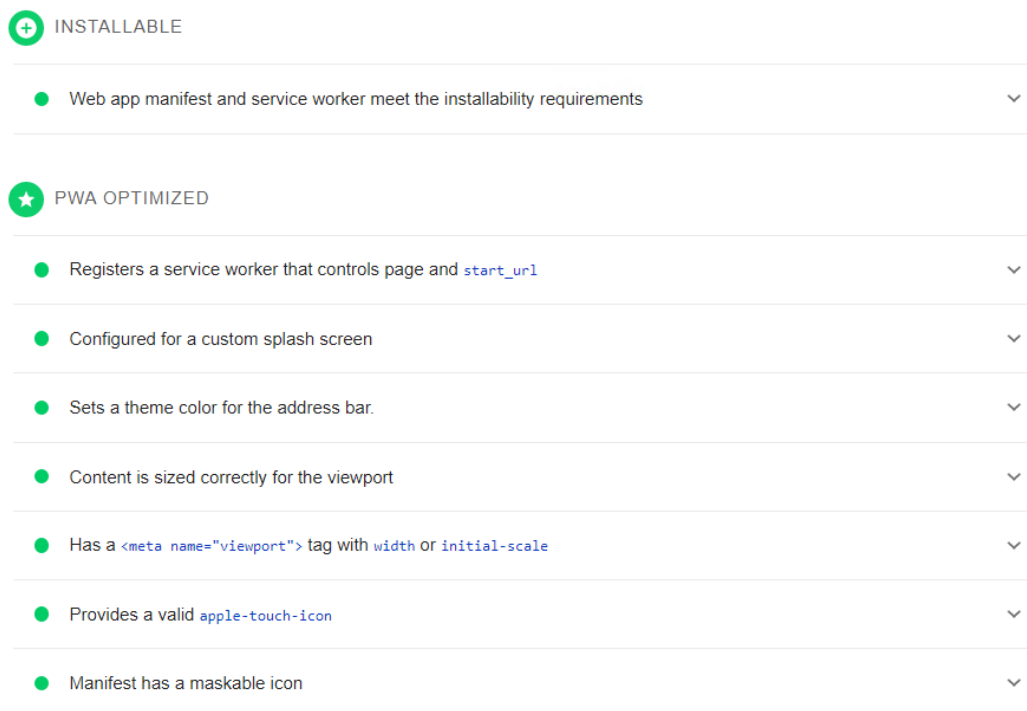 INSTALLABLE
Web app manifest and service worker meet the installability requirements
PWA OPTIMIZED
Registers a service worker that controls page and start_url
Configured for a custom splash screen
Sets a theme color for the address bar.
Content is sized correctly for the viewport
Has a <meta name="viewport"> tag with width or initial-scale
Provides a valid apple-touch-icon
Manifest has a maskable icon